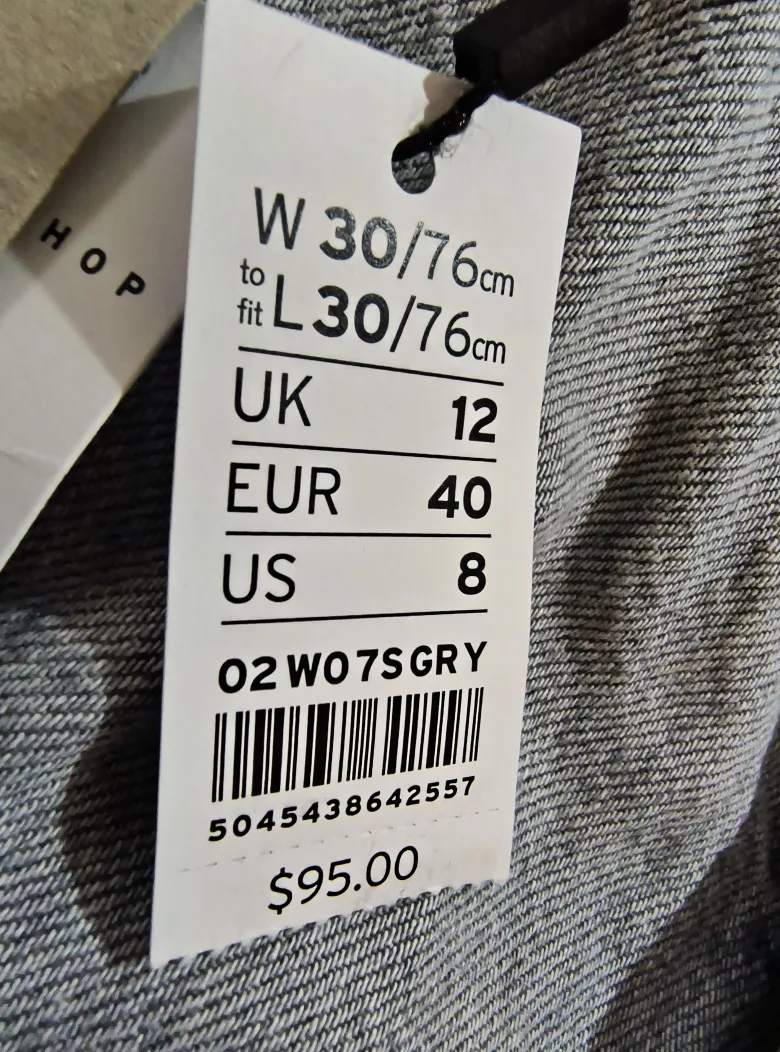 HOP
W 30/76cm
to fit L 30/76cm
UK 12
EUR 40
US 8
02W07SGRY
5045438642557
$95.00